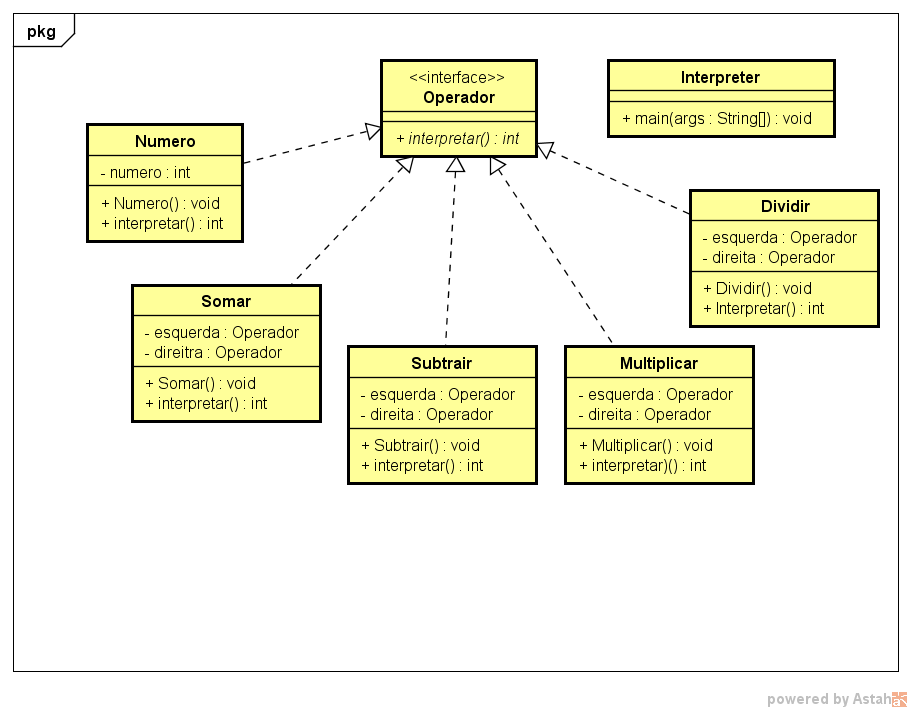 pkg
<<interface>>
Operador
+ interpretar() : int
Interpreter
+ main(args : String[]) : void
Numero
- numero : int
+ Numero() : void
+ interpretar() : int
Dividir
- esquerda : Operador
- direita : Operador
+ Dividir() : void
+ Interpretar() : int
Somar
- esquerda : Operador
- direitra : Operador
+ Somar() : void
+ interpretar() : int
Subtrair
- esquerda : Operador
- direita : Operador
+ Subtrair() : void
+ interpretar() : int
Multiplicar
- esquerda : Operador
- direita : Operador
+ Multiplicar() : void
+ interpretar)() : int
powered by Astah